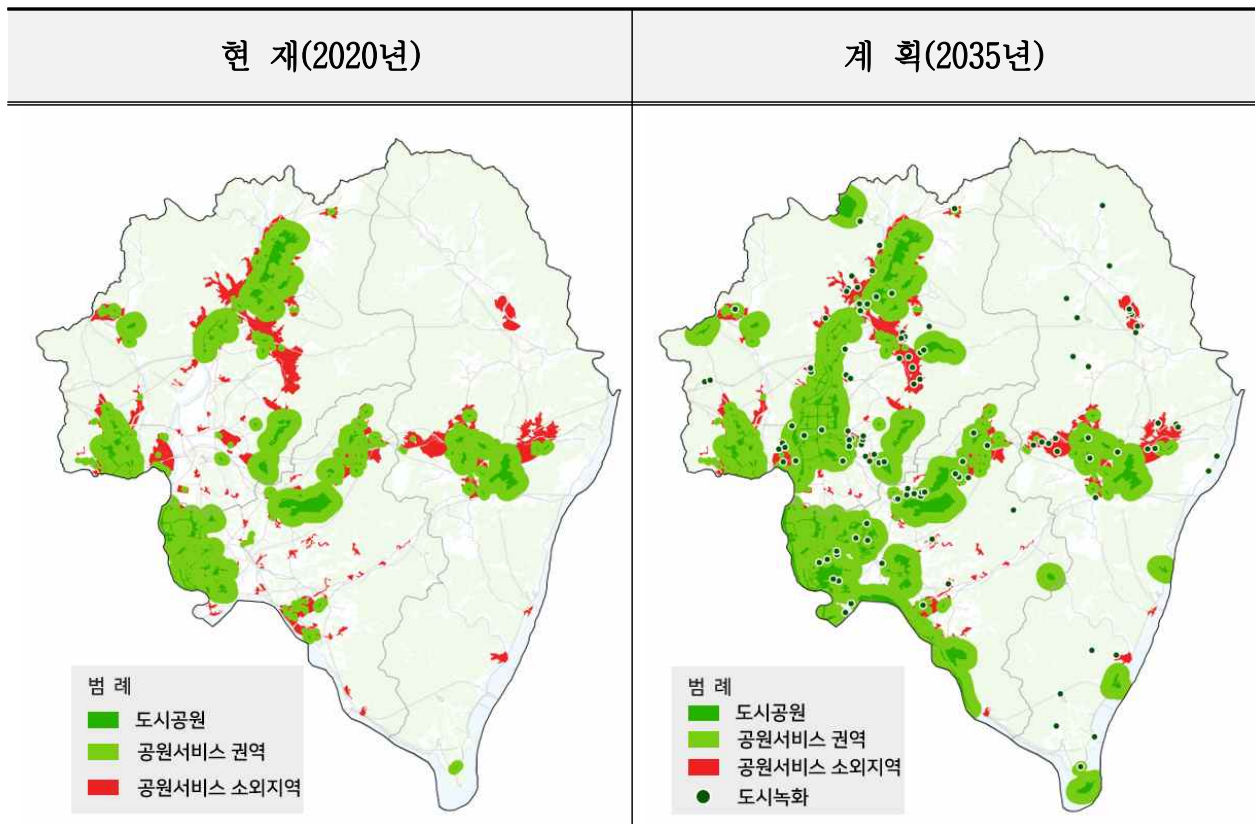 현 재(2020년)
계 획(2035년)
범 례
도시공원
공원서비스 권역
공원서비스 소외지역
범 례
도시공원
공원서비스 권역
공원서비스 소외지역
도시녹화